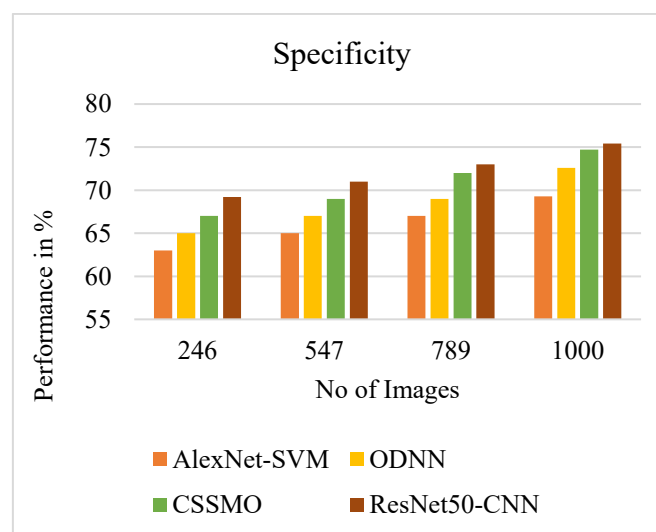 Specificity
Performance in %
80
75
70
65
60
55
246 547 789 1000
No of Images
AlexNet-SVM ODNN
CSSMO ResNet50-CNN